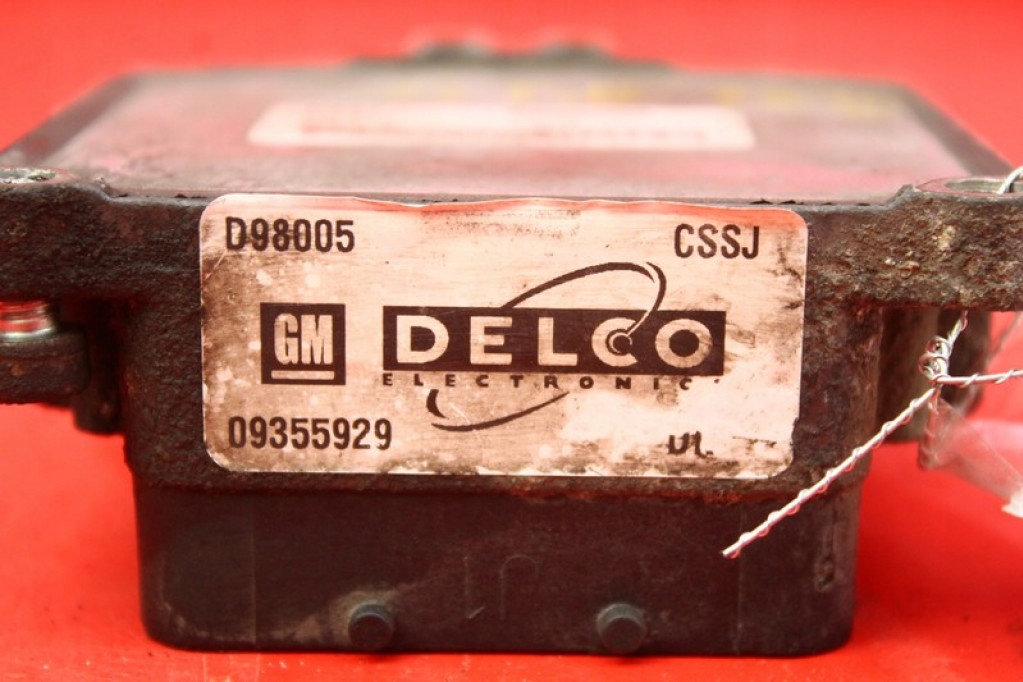 D98005 CSSJ
GM DELCO
ELECTRONIC
09355929